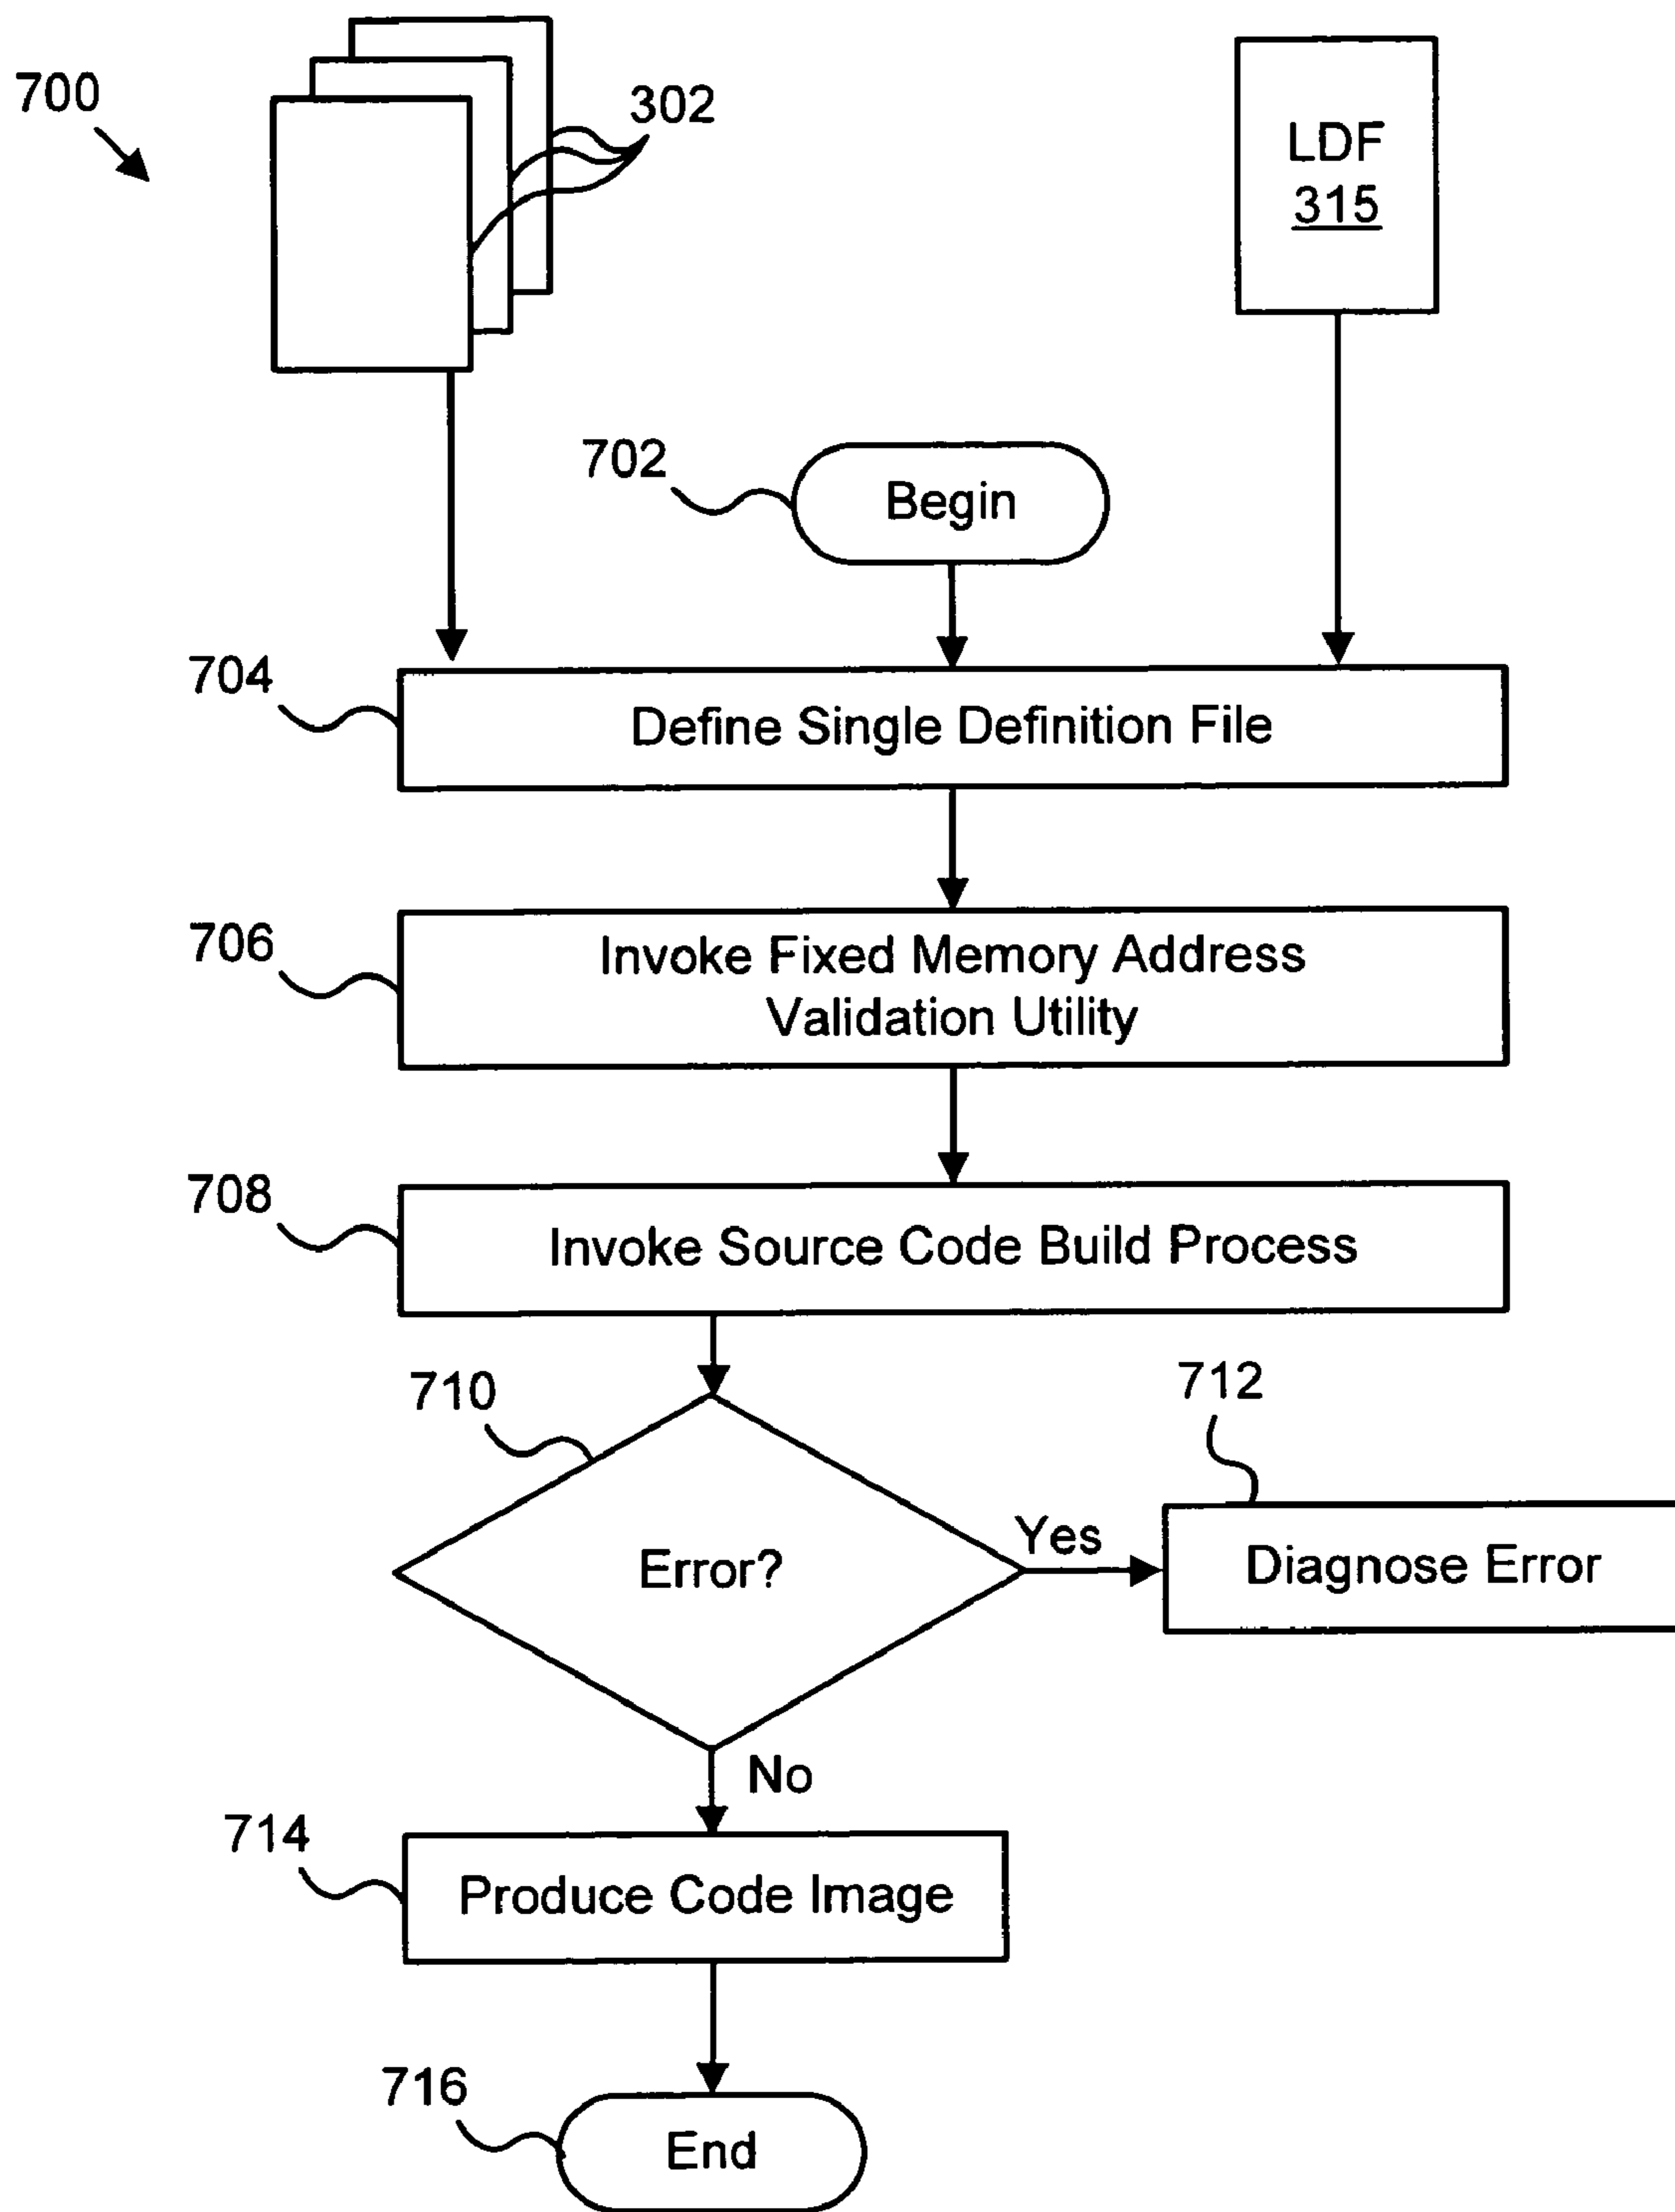 700
302
LDF
315
702
Begin
704
Define Single Definition File
706
Invoke Fixed Memory Address
Validation Utility
708
Invoke Source Code Build Process
710
712
Error?
Yes
Diagnose Error
No
714
Produce Code Image
716
End